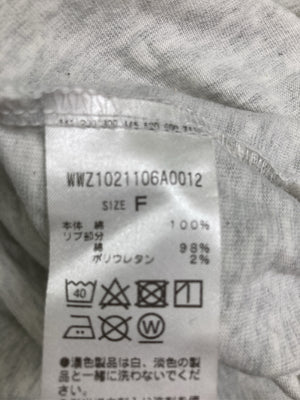 WWZ1021106A0012
SIZE F
本体 綿 100%
リブ部分
綿 98%
ポリウレタン 2%
40
W
●濃色製品は白、淡色の製
品と一緒に洗わないでくだ
さい。